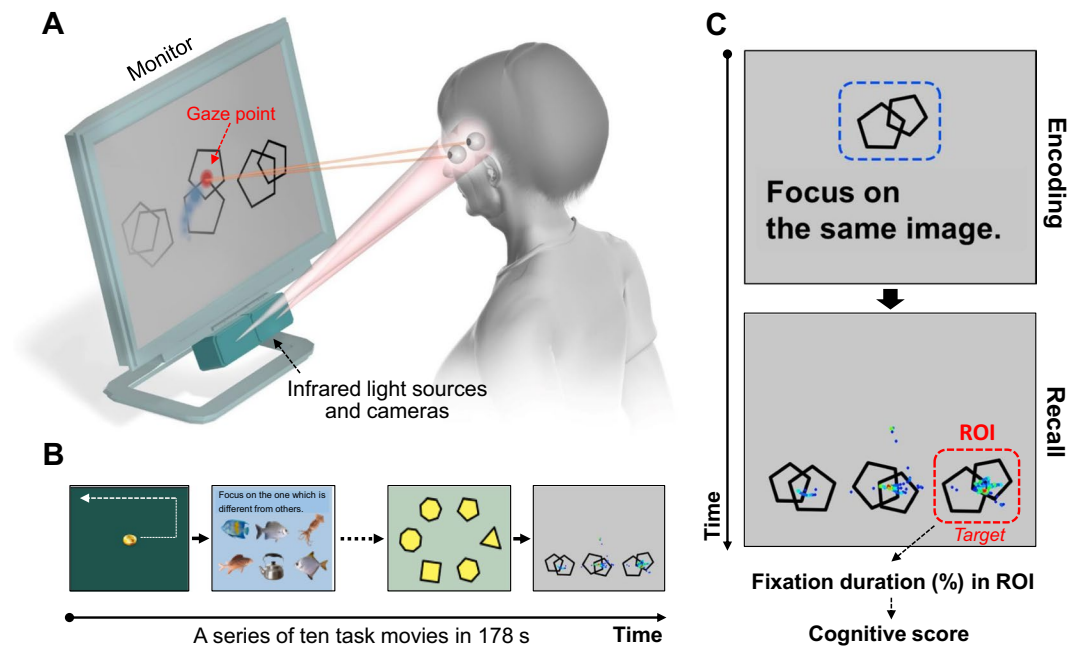 A
Monitor
Gaze point
Infrared light sources
and cameras
B
Focus on the one which is
different from others.
A series of ten task movies in 178 s
Time
C
Encoding
Focus on
the same image.
Recall
ROI
Target
Time
Fixation duration (%) in ROI
Cognitive score